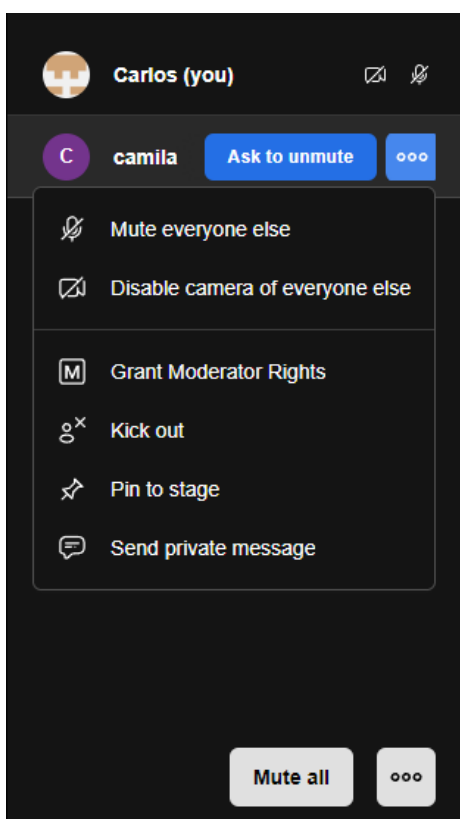 Carlos (you)
C camila Ask to unmute
Mute everyone else
Disable camera of everyone else
M Grant Moderator Rights
Kick out
Pin to stage
Send private message
Mute all